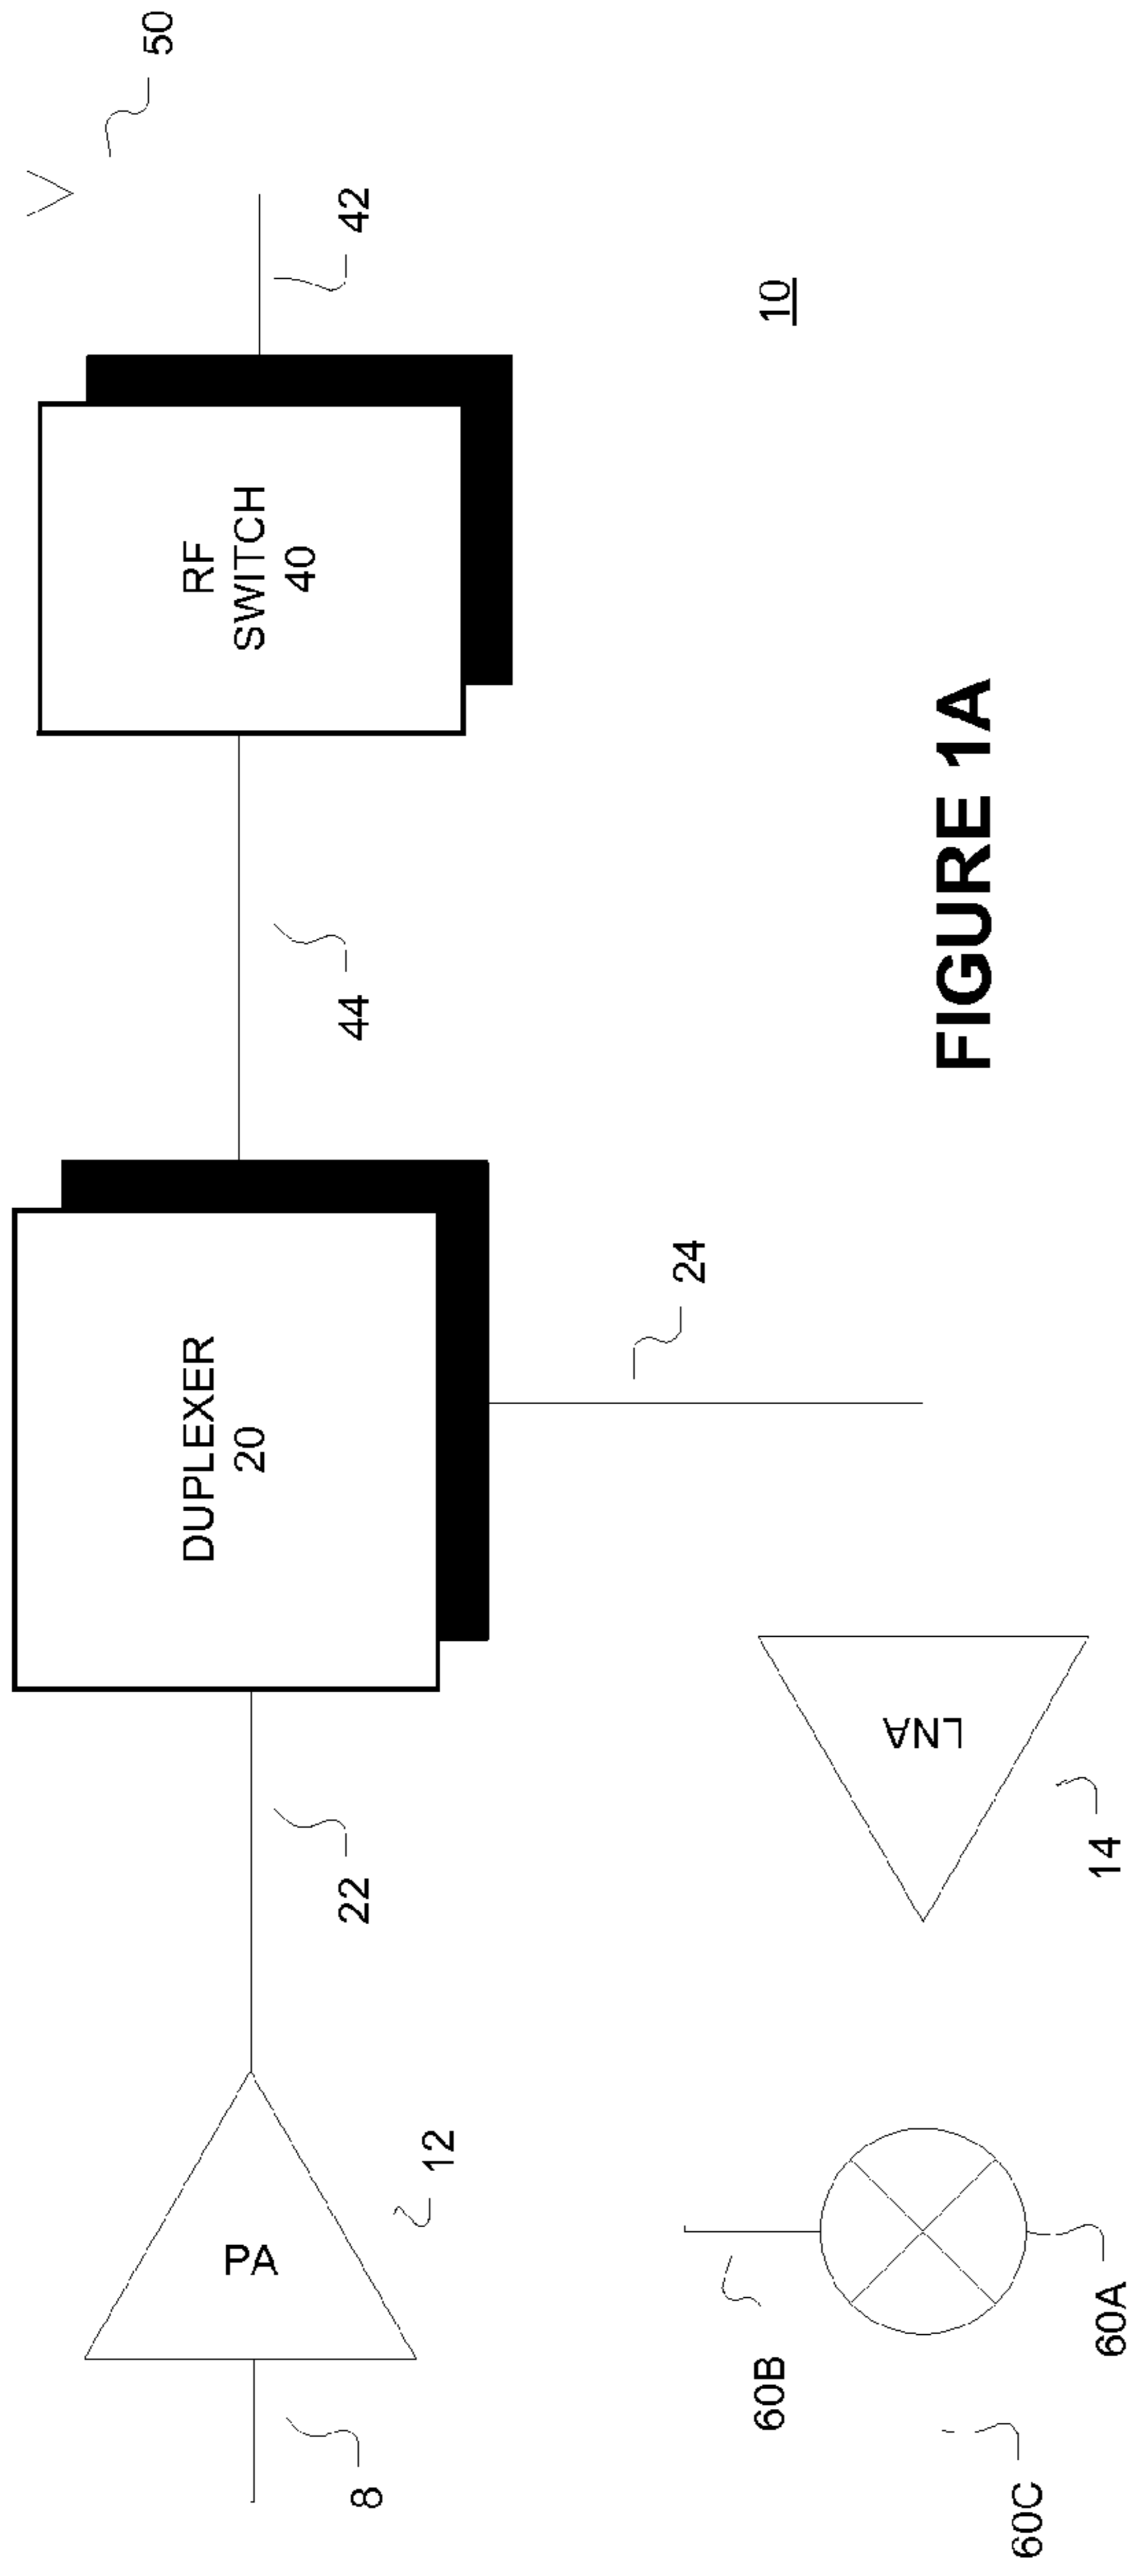 50
42
10
RF
SWITCH
40
44
DUPLEXER
20
24
22
PA
12
8
LNA
14
60A
60B
60C
FIGURE 1A